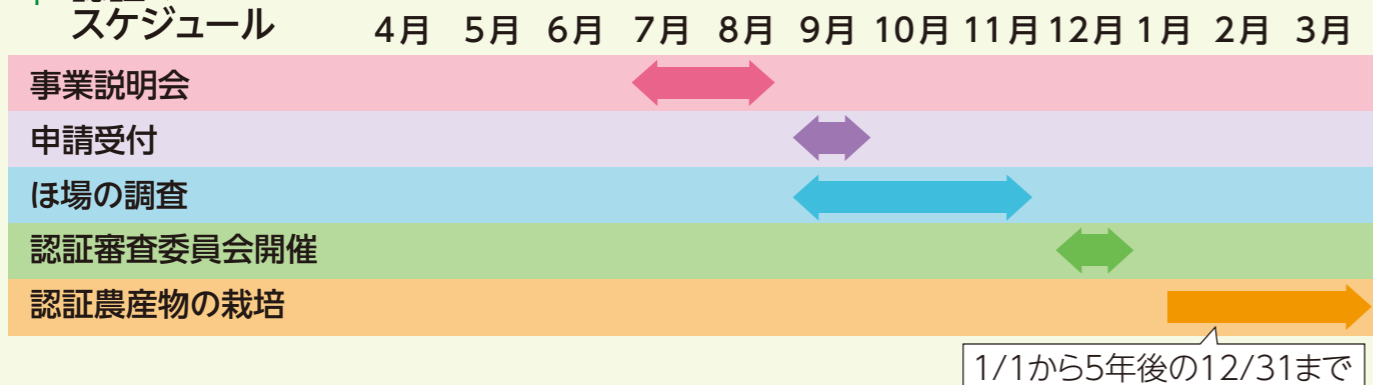 スケジュール 4月 5月 6月 7月 8月 9月 10月 11月 12月 1月 2月 3月
事業説明会
申請受付
ほ場の調査
認証審査委員会開催
認証農産物の栽培
1/1から5年後の12/31まで